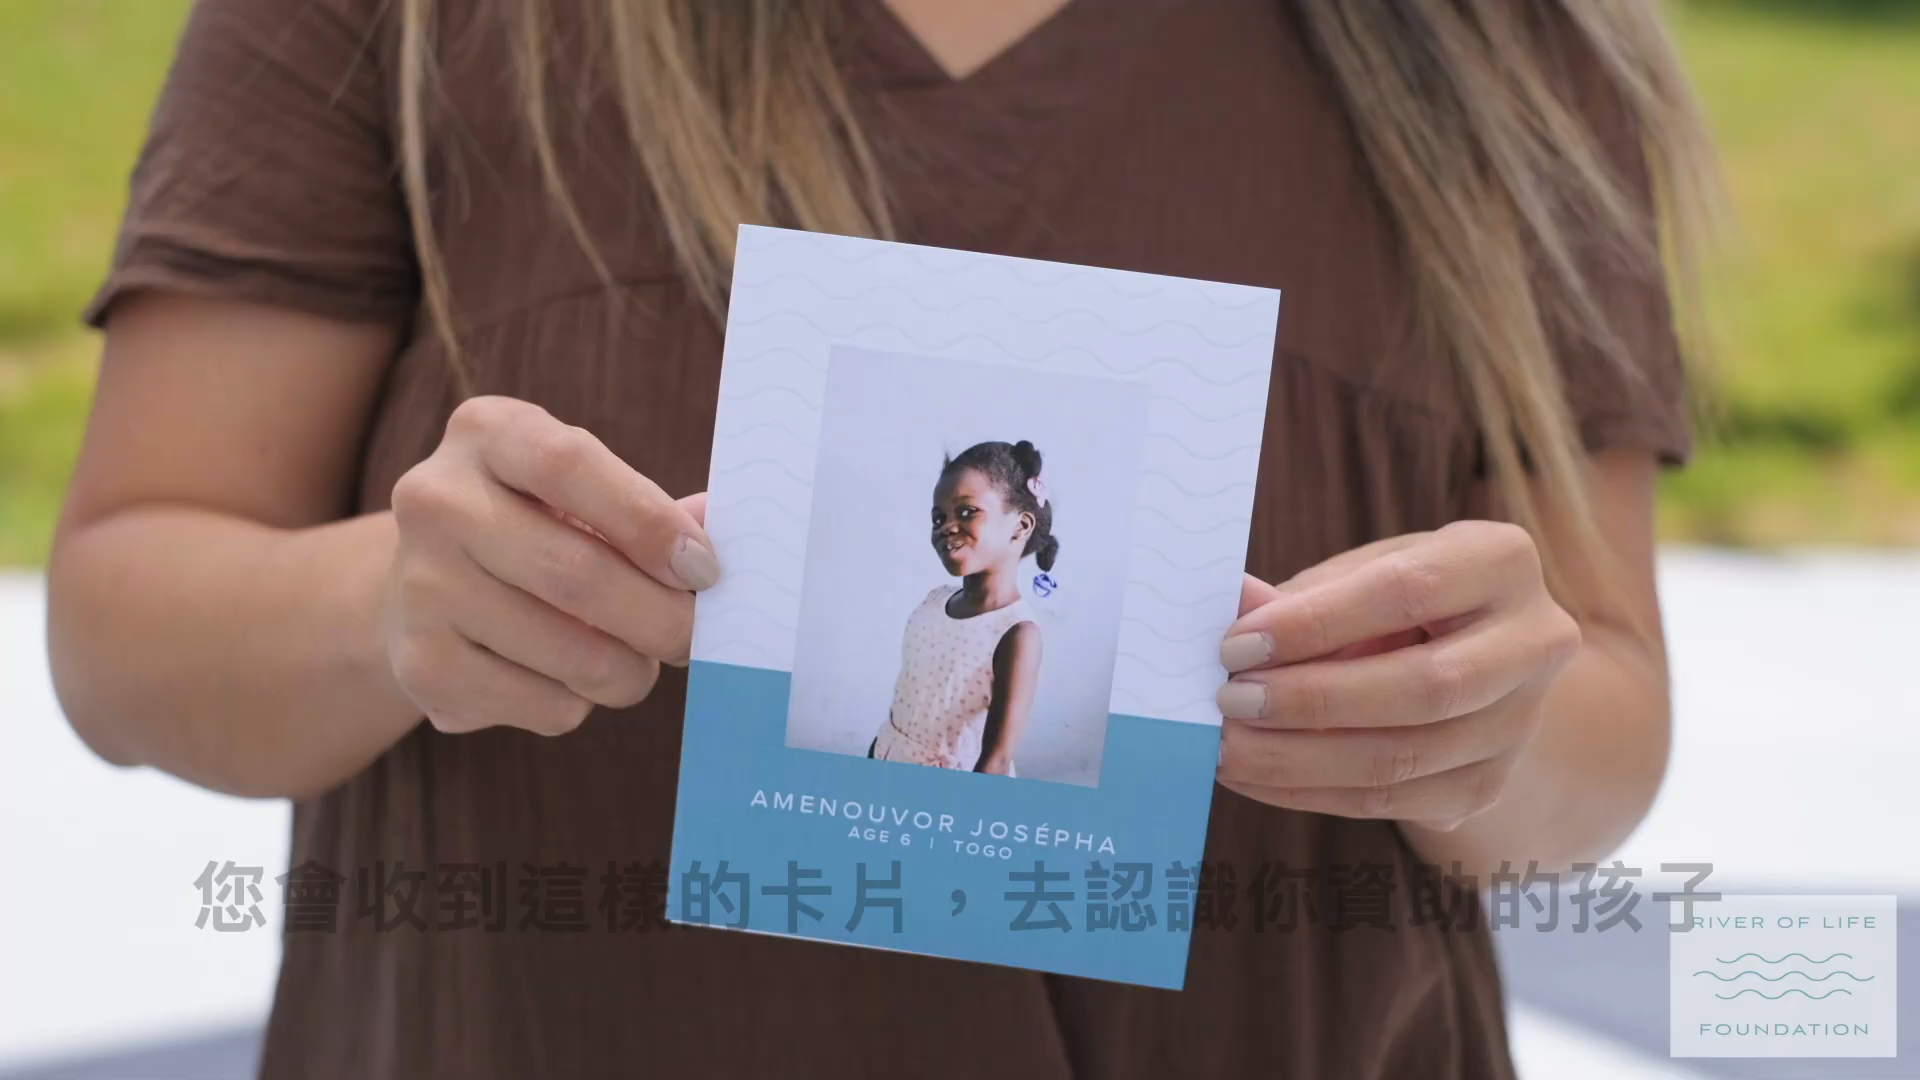 AMENOUVOR JOSÉPHA
AGE 6 | TOGO
您會收到這樣的卡片，去認識你資助的孩子
RIVER OF LIFE
FOUNDATION